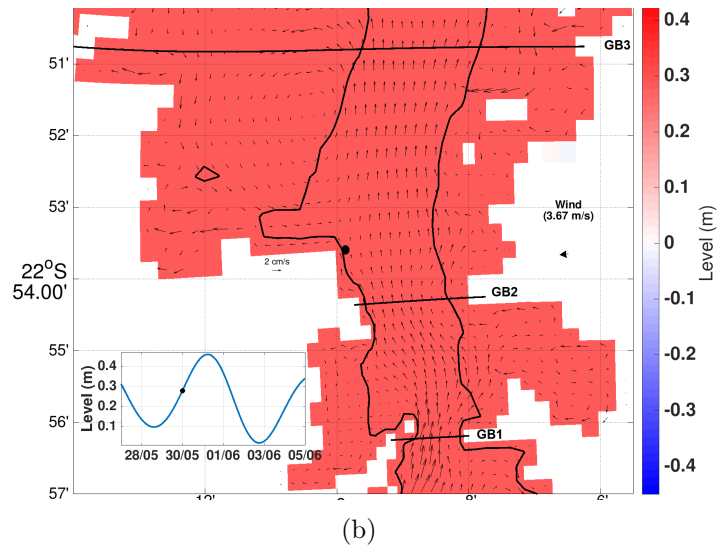 GB3
51'
52'
53'
Wind
(3.67 m/s)
2 cm/s
22°S
54.00'
GB2
55'
56'
GB1
57'
8'
6'
0.4
0.3
0.2
0.1
0
-0.1
-0.2
-0.3
-0.4
Level (m)
Level (m)
0.4
0.3
0.2
0.1
28/05 30/05 01/06 03/06 05/06
(b)